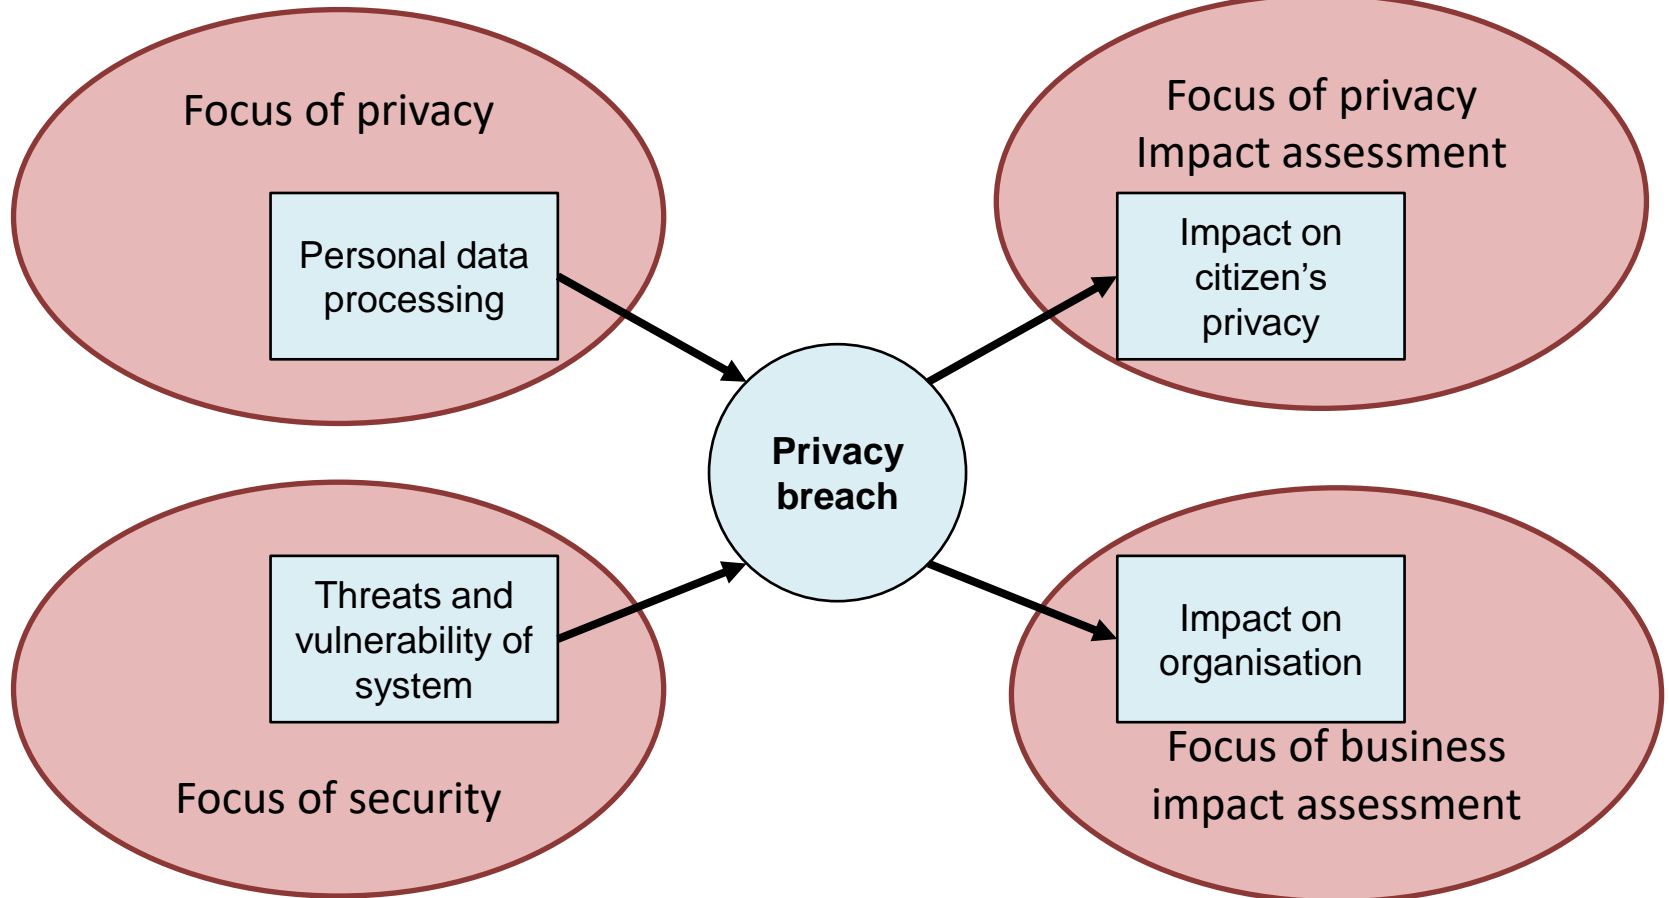 Focus of privacy
Personal data
processing
Focus of privacy
Impact assessment
Impact on
citizen’s
privacy
Privacy
breach
Threats and
vulnerability of
system
Focus of security
Impact on
organisation
Focus of business
impact assessment